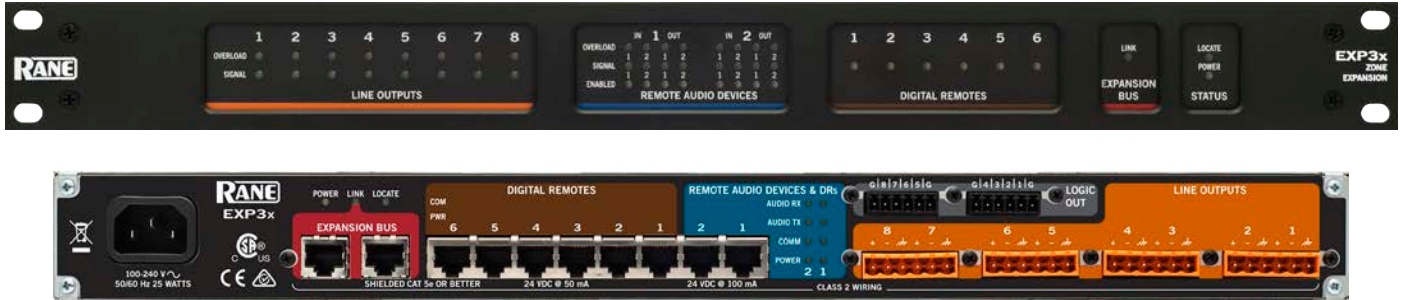 RANE
1 2 3 4 5 6 7 8
OVERLOAD
SIGNAL
LINE OUTPUTS
IN 1 OUT IN 2 OUT
OVERLOAD
1 2 1 2 1 2 1 2
SIGNAL
1 2 1 2 1 2 1 2
ENABLED
REMOTE AUDIO DEVICES
1 2 3 4 5 6
DIGITAL REMOTES
LINK
EXPANSION
BUS
LOCATE
POWER
STATUS
EXP3x
ZONE
EXPANSION
100-240 V
50/60 Hz 25 WATTS
RANE
EXP3x
C US
CE
POWER LINK LOCATE
EXPANSION BUS
DIGITAL REMOTES
COM
PWR
6 5 4 3 2 1
REMOTE AUDIO DEVICES & DRs
AUDIO RX
AUDIO TX
COMM
POWER
2 1
2 1
SHIELDED CAT 5e OR BETTER
24 VDC @ 50 mA
24 VDC @ 100 mA
CLASS 2 WIRING
G 8 7 6 5 G
G 4 3 2 1 G
LOGIC
OUT
LINE OUTPUTS
8 7 6 5 4 3 2 1
+ - + - + - + - + - + - + - + -